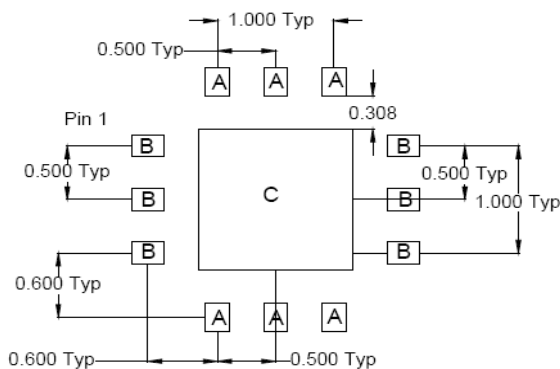 1.000 Typ
0.500 Typ
A A A
0.308
Pin 1
B B
0.500 Typ 0.500 Typ
C
1.000 Typ
B B
B B
0.600 Typ
A A A
0.600 Typ 0.500 Typ